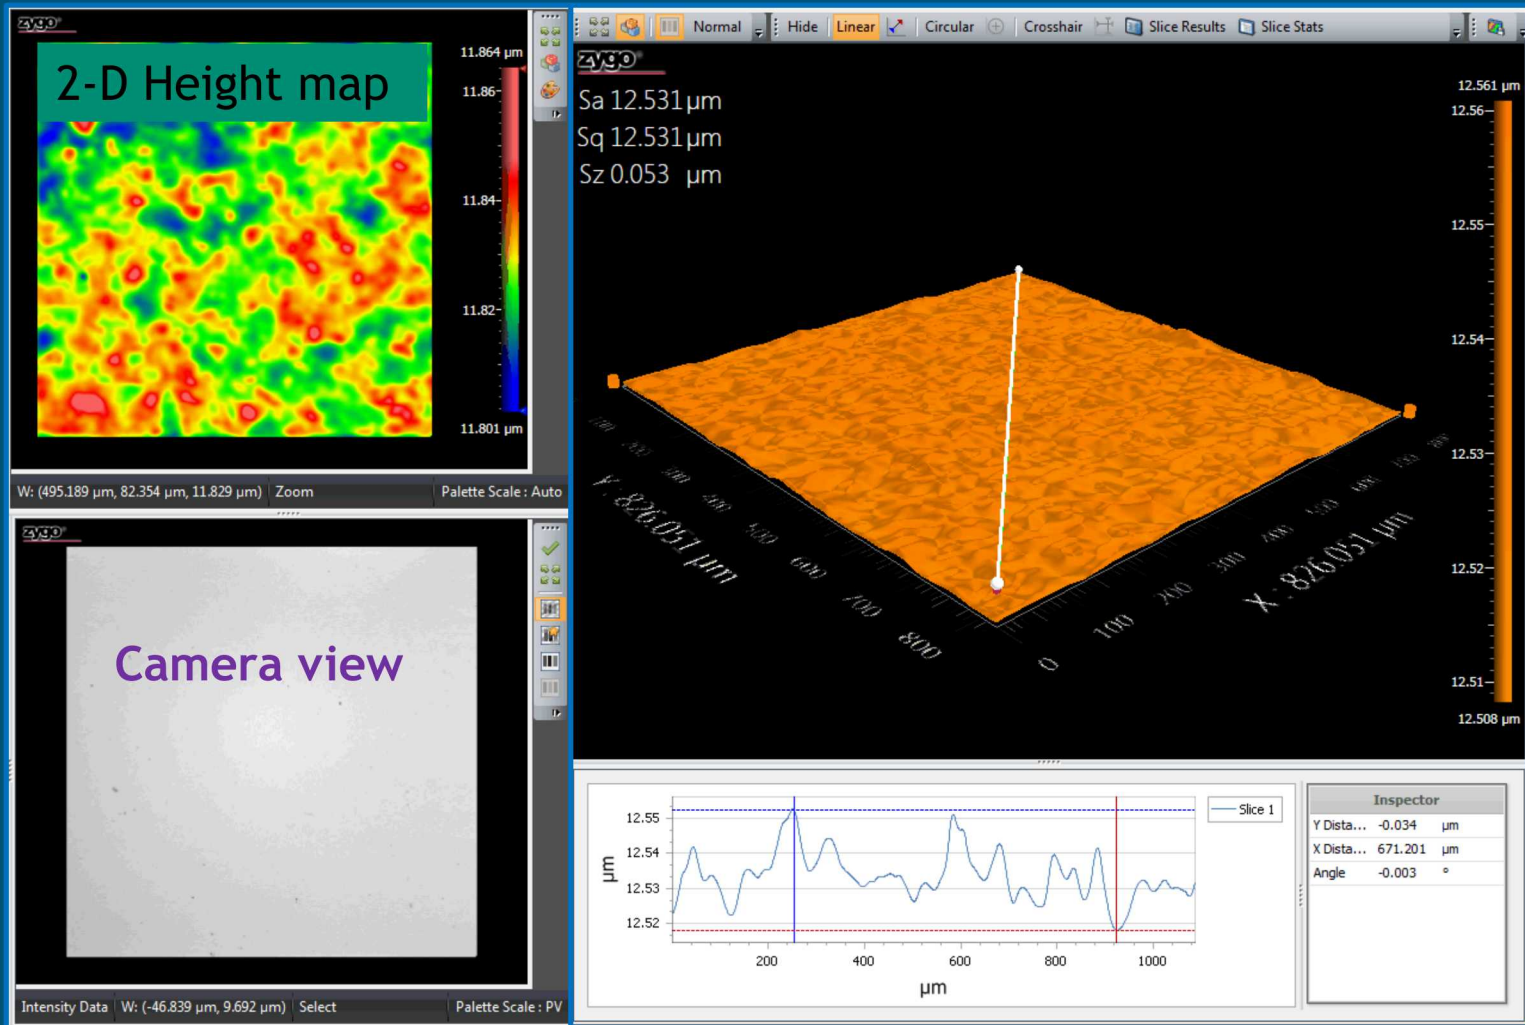 zygo
2-D Height map
11.864 µm
11.86
11.84
11.82
11.801 µm
W: (495.189 µm, 82.354 µm, 11.829 µm) Zoom Palette Scale : Auto
zygo
Camera view
Intensity Data W: (-46.839 µm, 9.692 µm) Select Palette Scale : PV
Normal Hide Linear Circular Crosshair Slice Results Slice Stats
zygo
Sa 12.531 µm
Sq 12.531 µm
Sz 0.053 µm
12.561 µm
12.56
12.55
12.54
12.53
12.52
12.51
12.508 µm
Y: 826.051 µm
400
500
600
700
800
X: 826.051 µm
0
100
200
300
400
500
600
12.55
12.54
12.53
12.52
µm
200 400 600 800 1000
µm
Slice 1
Inspector
Y Dista... -0.034 µm
X Dista... 671.201 µm
Angle -0.003 °